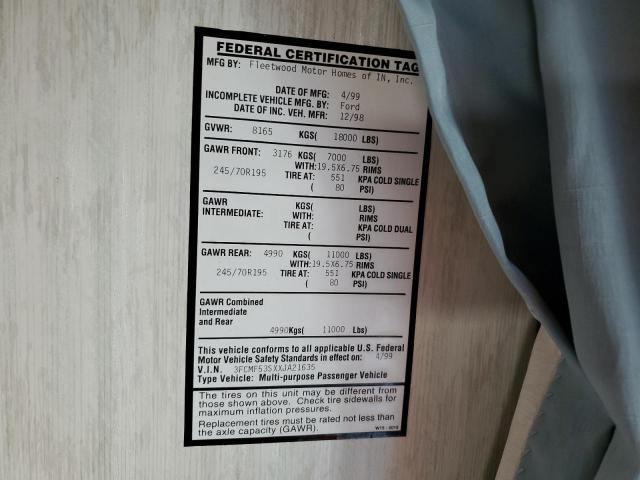 FEDERAL CERTIFICATION TAG
MFG BY: Fleetwood Motor Homes of IN, Inc.
DATE OF MFG: 4/99
INCOMPLETE VEHICLE MFG. BY: Ford
DATE OF INC. VEH. MFR: 12/98
GVWR: 8165 KGS( 18000 LBS)
GAWR FRONT: 3176 KGS( 7000 LBS)
WITH: 19.5X6.75 RIMS
245/70R195 TIRE AT: 551 KPA COLD SINGLE
( 80 PSI)
GAWR KGS( LBS)
INTERMEDIATE: WITH: RIMS
TIRE AT: KPA COLD DUAL
( PSI)
GAWR REAR: 4990 KGS( 11000 LBS)
WITH: 19.5X6.75 RIMS
245/70R195 TIRE AT: 551 KPA COLD SINGLE
( 80 PSI)
GAWR Combined
Intermediate
and Rear
4990Kgs( 11000 Lbs)
This vehicle conforms to all applicable U.S. Federal
Motor Vehicle Safety Standards in effect on: 4/99
V.I.N. 3FCMF53SXXJA21635
Type Vehicle: Multi-purpose Passenger Vehicle
The tires on this unit may be different from
those shown above. Check tire sidewalls for
maximum inflation pressures.
Replacement tires must be rated not less than
the axle capacity (GAWR).